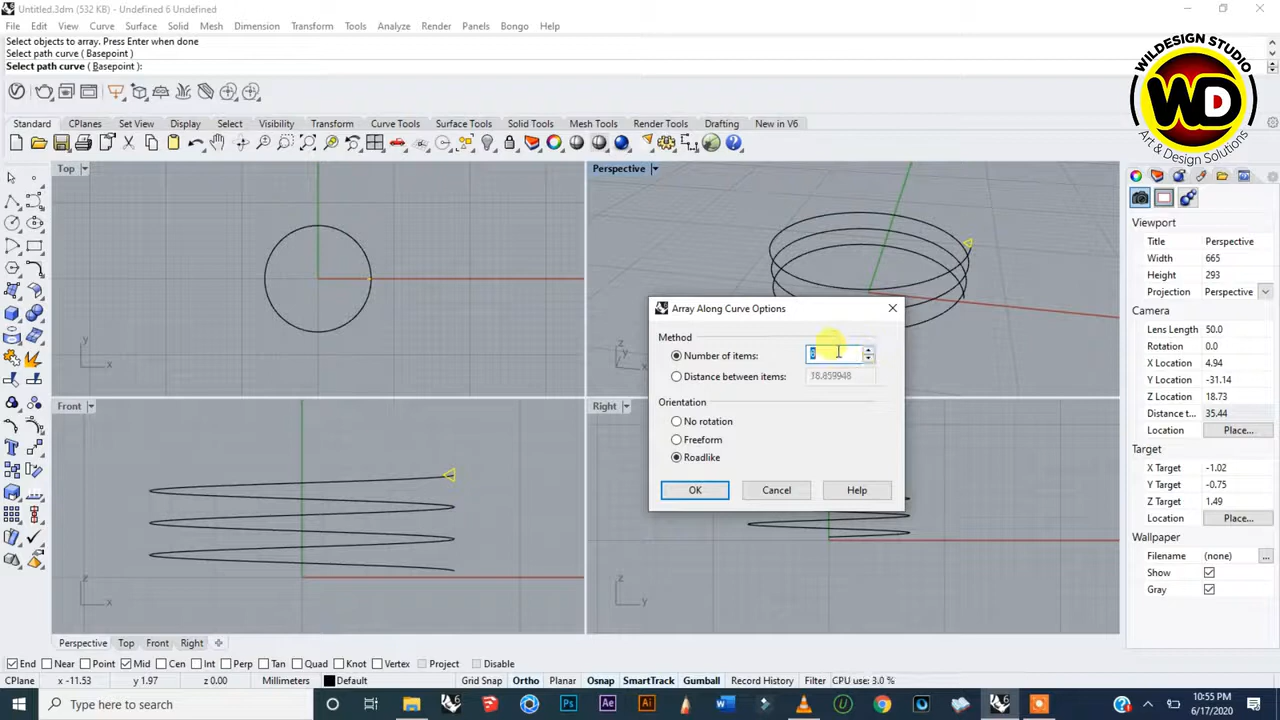 Untitled.3dm (532 KB) - Undefined 6 Undefined
File Edit View Curve Surface Solid Mesh Dimension Transform Tools Analyze Render Panels Bongo Help
Select objects to array. Press Enter when done
Select path curve ( Basepoint )
Select path curve ( Basepoint ):
WILDESIGN STUDIO
WD
Art & Design Solutions
Standard CPlanes Set View Display Select Visibility Transform Curve Tools Surface Tools Solid Tools Mesh Tools Render Tools Drafting New in V6
Top
Perspective
Viewport
Title Perspective
Width 665
Height 293
Projection Perspective
Camera
Lens Length 50.0
Rotation 0.0
X Location 4.94
Y Location -31.14
Z Location 18.73
Distance t... 35.44
Location Place...
Target
X Target -1.02
Y Target -0.75
Z Target 1.49
Location Place...
Wallpaper
Filename (none) ...
Show
Gray
Array Along Curve Options
Method
Number of items:
Distance between items: 18.859948
Orientation
No rotation
Freeform
Roadlike
OK Cancel Help
y
x
z
y
x
Front
Right
z
x
z
y
Perspective Top Front Right
End Near Point Mid Cen Int Perp Tan Quad Knot Vertex Project Disable
CPlane x -11.53 y 1.97 z 0.00 Millimeters Default Grid Snap Ortho Planar Osnap SmartTrack Gumball Record History Filter CPU use: 3.0 %
Type here to search
10:55 PM
6/17/2020